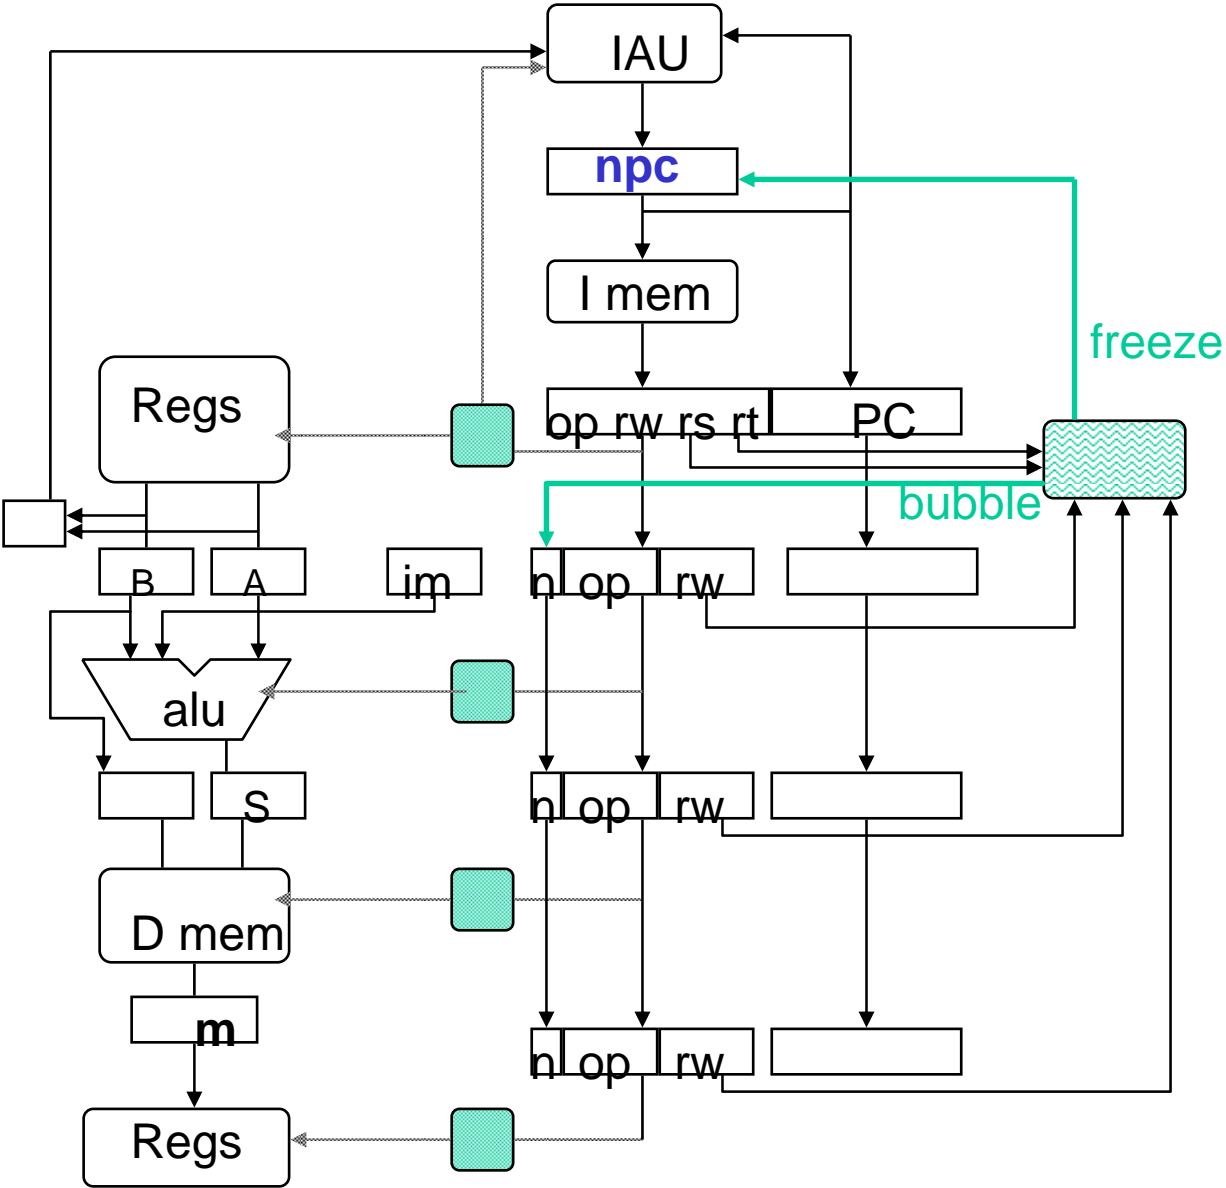 IAU
npc
I mem
freeze
Regs
op rw rs rt
PC
bubble
B
A
im
n
op
rw
alu
S
n
op
rw
D mem
m
n
op
rw
Regs